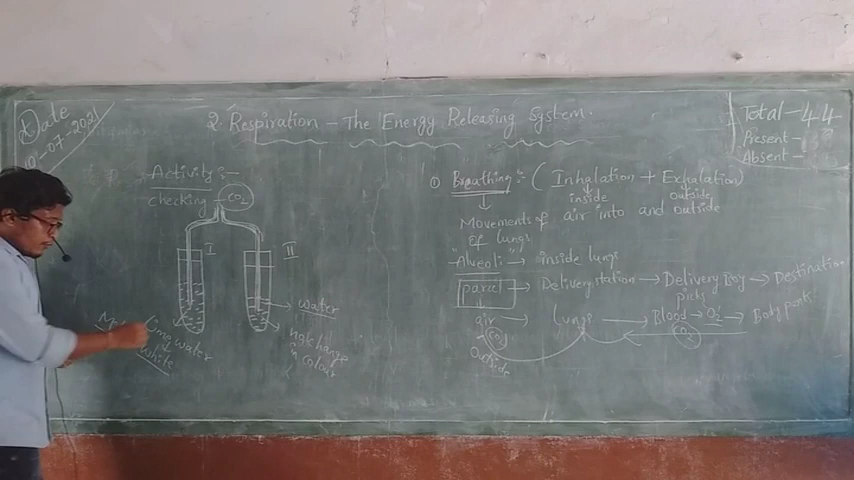 Date
-07-2021
2. Respiration - The Energy Releasing System.
Total - 44
Present -
Absent -
Activity :-
checking - CO2
I
II
water
Lime water
white
not change
in colour
① Breathing :- ( Inhalation + Exhalation)
inside outside
Movements of air into and outside
of lungs
"Alveoli" → inside lungs
parcel → Delivery station → Delivery Boy → Destination
picks
air → lungs → Blood → O2 → Body parts
CO2 CO2
Outside